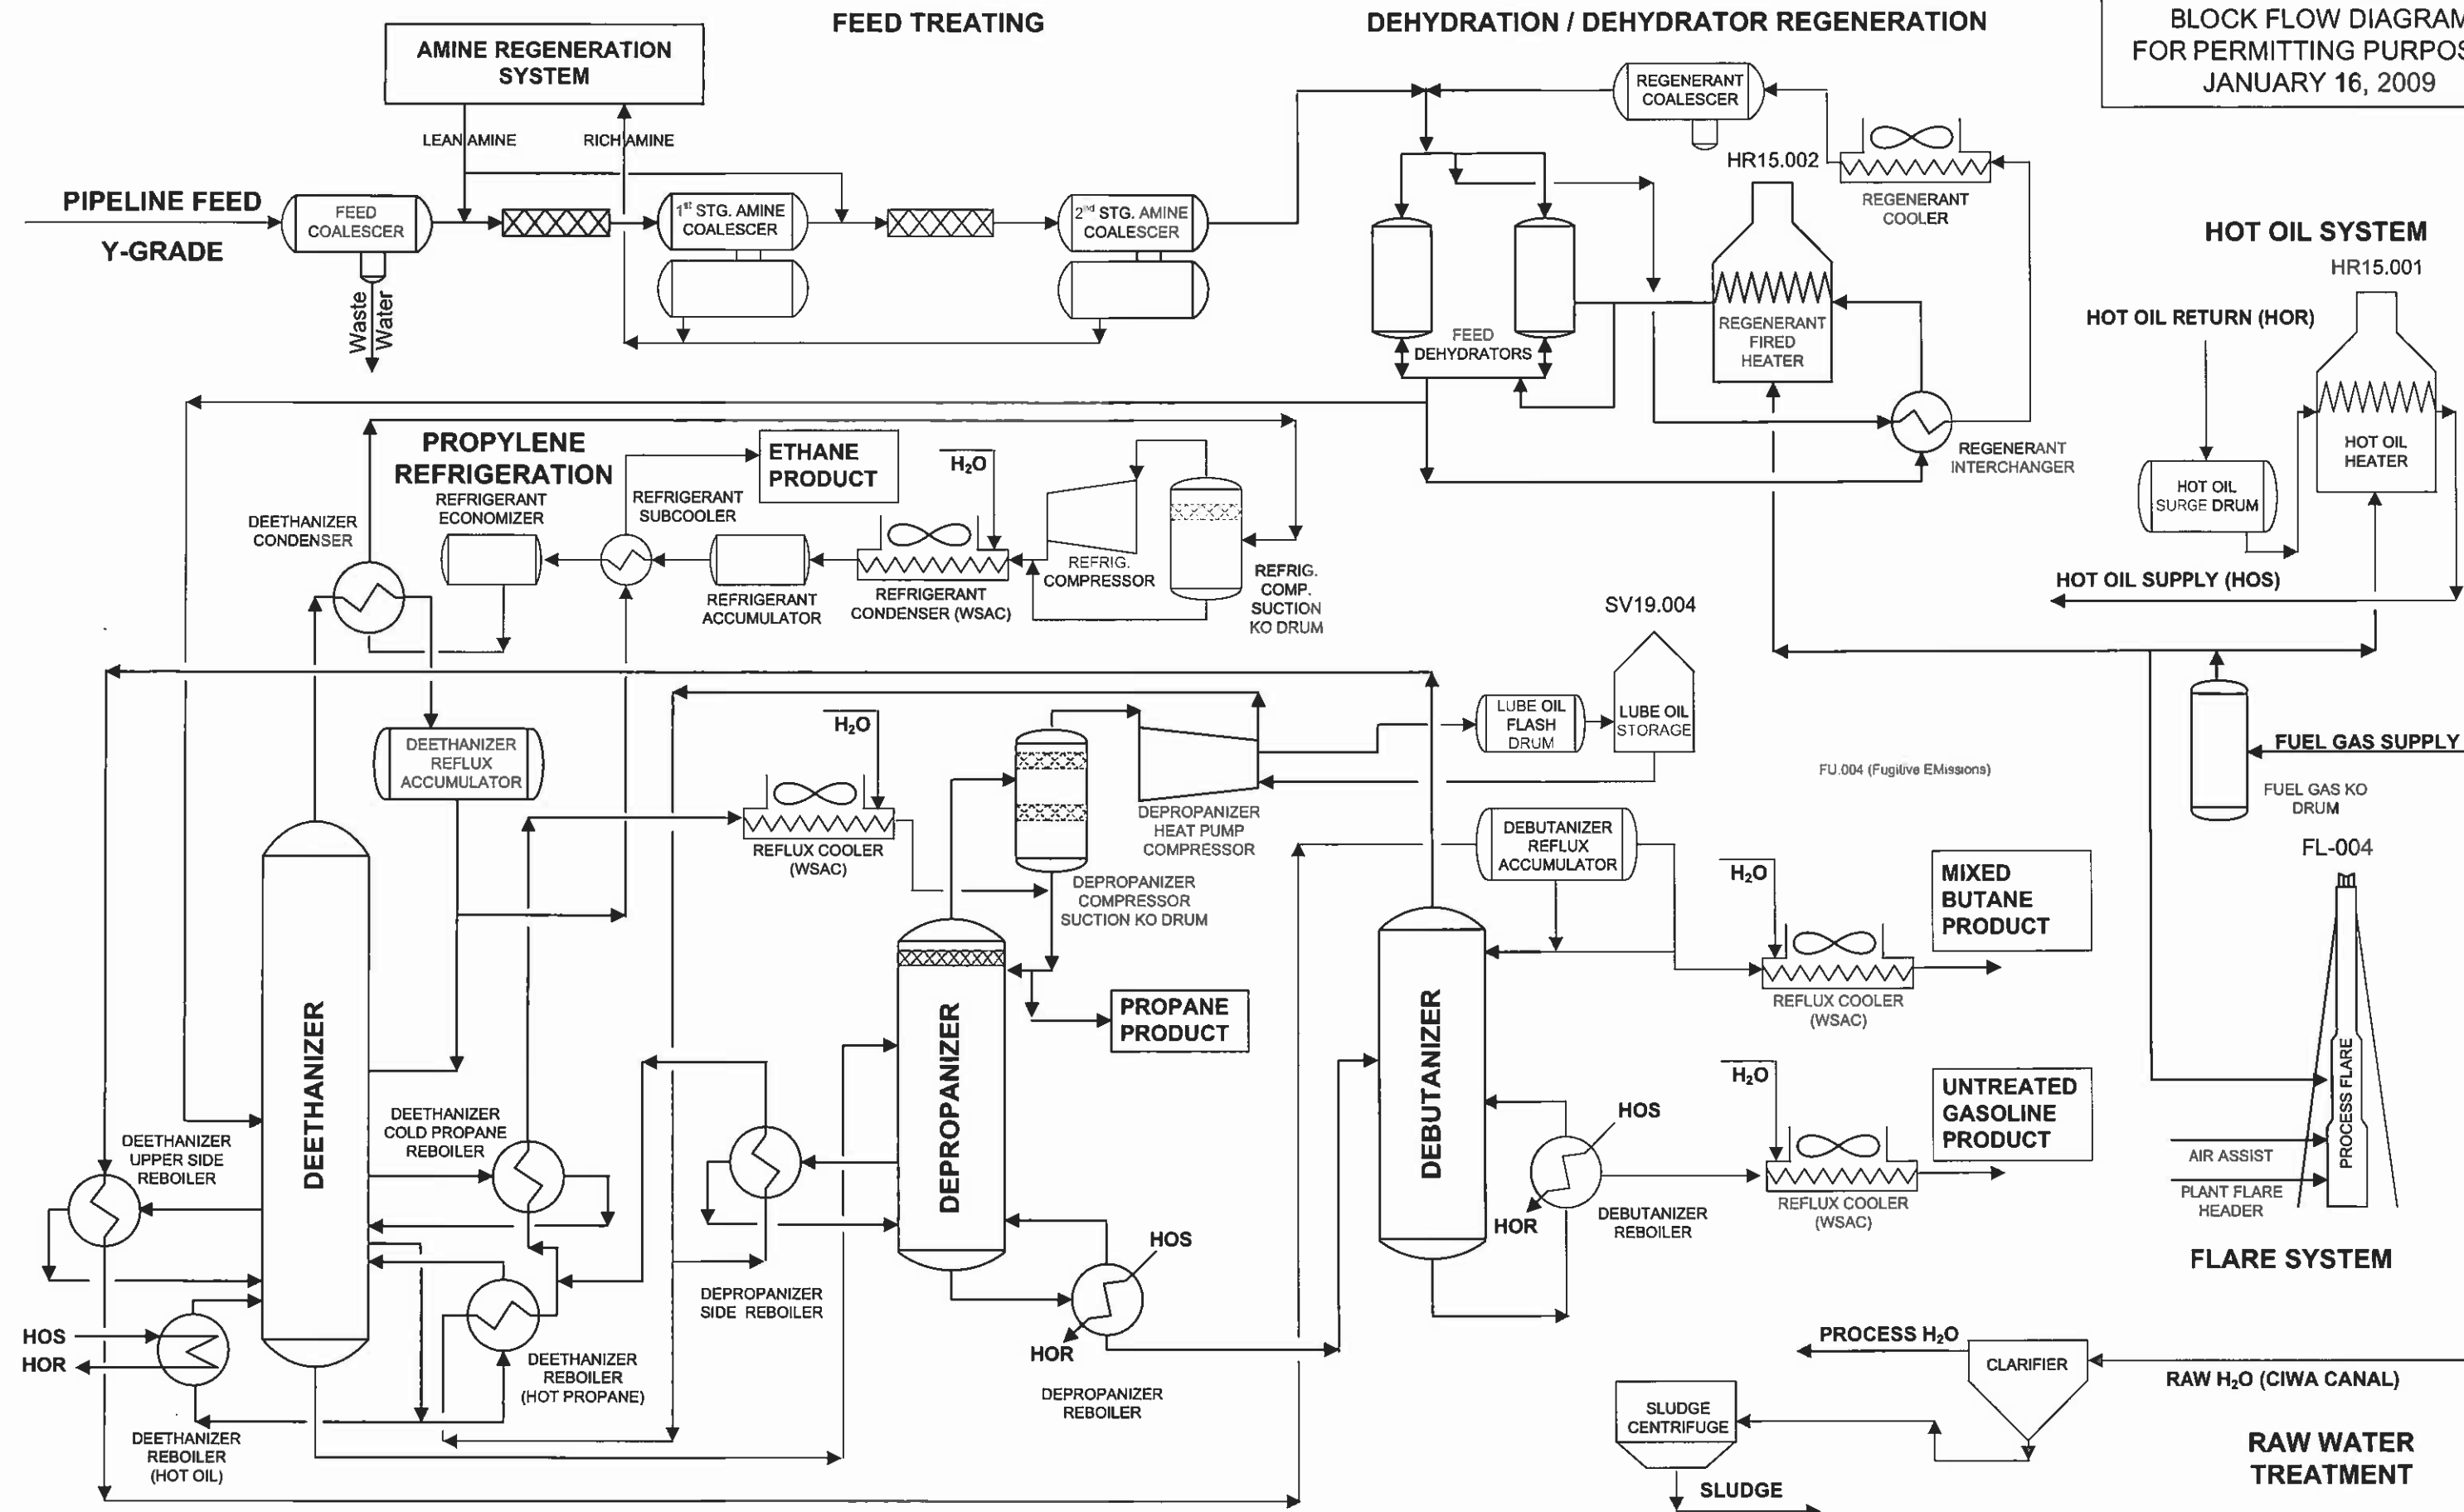 FEED TREATING
DEHYDRATION / DEHYDRATOR REGENERATION
BLOCK FLOW DIAGRAM
FOR PERMITTING
JANUARY 16, 2009
AMINE REGENERATION
SYSTEM
LEAN AMINE
RICH AMINE
PIPELINE FEED
Y-GRADE
FEED
COALESCER
Waste
Water
1st STG. AMINE
COALESCER
2nd STG. AMINE
COALESCER
REGENERANT
COALESCER
HR15.002
REGENERANT
COOLER
FEED
DEHYDRATORS
REGENERANT
FIRED
HEATER
REGENERANT
INTERCHANGER
HOT OIL SYSTEM
HR15.001
HOT OIL RETURN (HOR)
HOT OIL
HEATER
HOT OIL
SURGE DRUM
HOT OIL SUPPLY (HOS)
PROPYLENE
REFRIGERATION
REFRIGERANT
ECONOMIZER
ETHANE
PRODUCT
REFRIGERANT
SUBCOOLER
H2O
DEETHANIZER
CONDENSER
REFRIGERANT
ACCUMULATOR
REFRIGERANT
CONDENSER (WSAC)
REFRIG.
COMPRESSOR
REFRIG.
COMP.
SUCTION
KO DRUM
SV19.004
LUBE OIL
FLASH
DRUM
LUBE OIL
STORAGE
FU.004 (Fugitive EMissions)
FUEL GAS SUPPLY
FUEL GAS KO
DRUM
DEETHANIZER
REFLUX
ACCUMULATOR
H2O
REFLUX COOLER
(WSAC)
DEPROPANIZER
HEAT PUMP
COMPRESSOR
DEPROPANIZER
COMPRESSOR
SUCTION KO DRUM
DEBUTANIZER
REFLUX
ACCUMULATOR
H2O
MIXED
BUTANE
PRODUCT
REFLUX COOLER
(WSAC)
FL-004
PROPANE
PRODUCT
DEETHANIZER
DEPROPANIZER
DEBUTANIZER
PROCESS FLARE
DEETHANIZER
UPPER SIDE
REBOILER
DEETHANIZER
COLD PROPANE
REBOILER
H2O
UNTREATED
GASOLINE
PRODUCT
REFLUX COOLER
(WSAC)
HOS
HOR
DEBUTANIZER
REBOILER
AIR ASSIST
PLANT FLARE
HEADER
FLARE SYSTEM
DEPROPANIZER
SIDE REBOILER
HOS
HOR
DEPROPANIZER
REBOILER
HOS
HOR
DEETHANIZER
REBOILER
(HOT PROPANE)
DEETHANIZER
REBOILER
(HOT OIL)
PROCESS H2O
CLARIFIER
RAW H2O (CIWA CANAL)
SLUDGE
CENTRIFUGE
SLUDGE
RAW WATER
TREATMENT